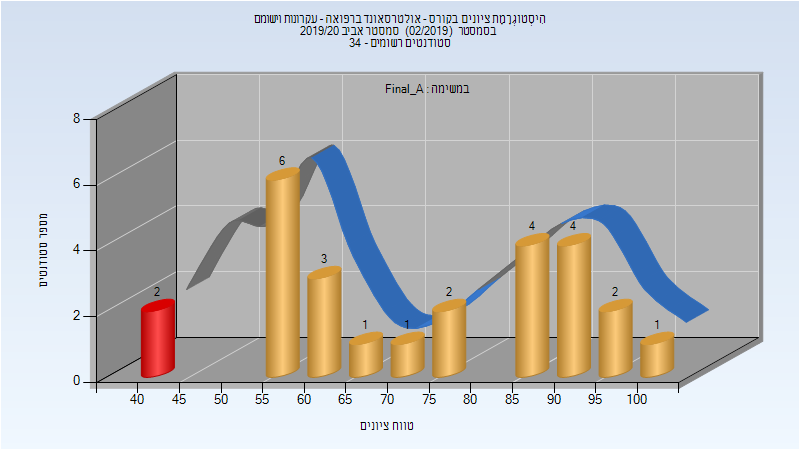 היסטוגרמת ציונים בקורס - אולטרסאונד ברפואה - עקרונות וישומם
בסמסטר (02/2019) סמסטר אביב 2019/20
סטודנטים רשומים - 34
במשימה : Final_A
מספר סטודנטים
8
6
4
2
0
2
6
3
1
1
2
4
4
2
1
40 45 50 55 60 65 70 75 80 85 90 95 100
טווח ציונים